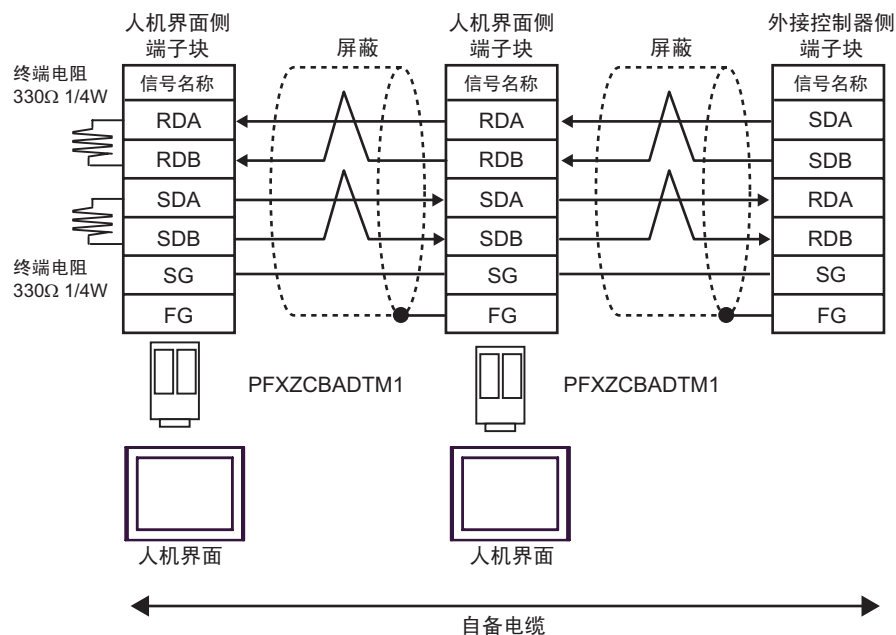 人机界面侧
端子块
屏蔽
人机界面侧
端子块
屏蔽
外接控制器侧
端子块
终端电阻
330Ω 1/4W
信号名称
RDA
RDB
SDA
SDB
SG
FG
终端电阻
330Ω 1/4W
信号名称
RDA
RDB
SDA
SDB
SG
FG
信号名称
SDA
SDB
RDA
RDB
SG
FG
PFXZCBADTM1
PFXZCBADTM1
人机界面
人机界面
自备电缆